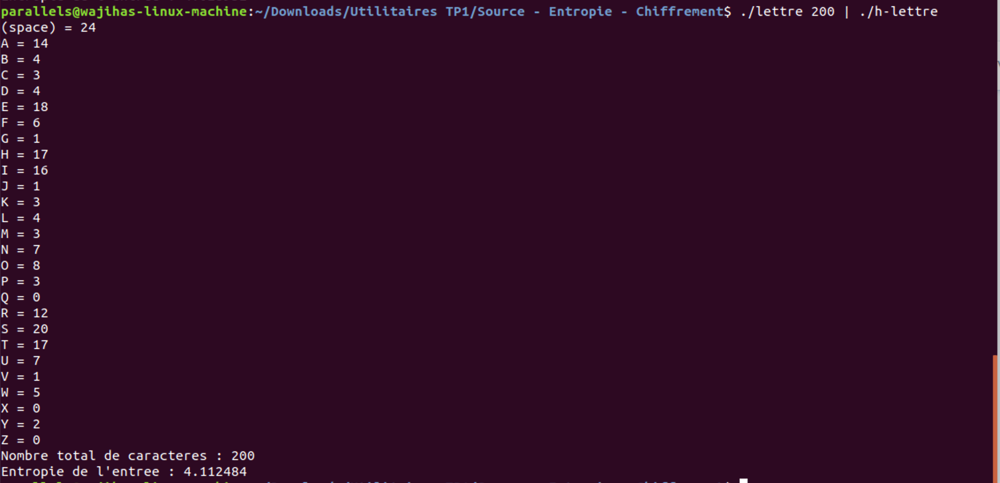 parallels@wajihas-linux-machine:~/Downloads/Utilitaires TP1/Source - Entropie - Chiffrement$ ./lettre 200 | ./h-lettre
(space) = 24
A = 14
B = 4
C = 3
D = 4
E = 18
F = 6
G = 1
H = 17
I = 16
J = 1
K = 3
L = 4
M = 3
N = 7
O = 8
P = 3
Q = 0
R = 12
S = 20
T = 17
U = 7
V = 1
W = 5
X = 0
Y = 2
Z = 0
Nombre total de caracteres : 200
Entropie de l'entree : 4.112484